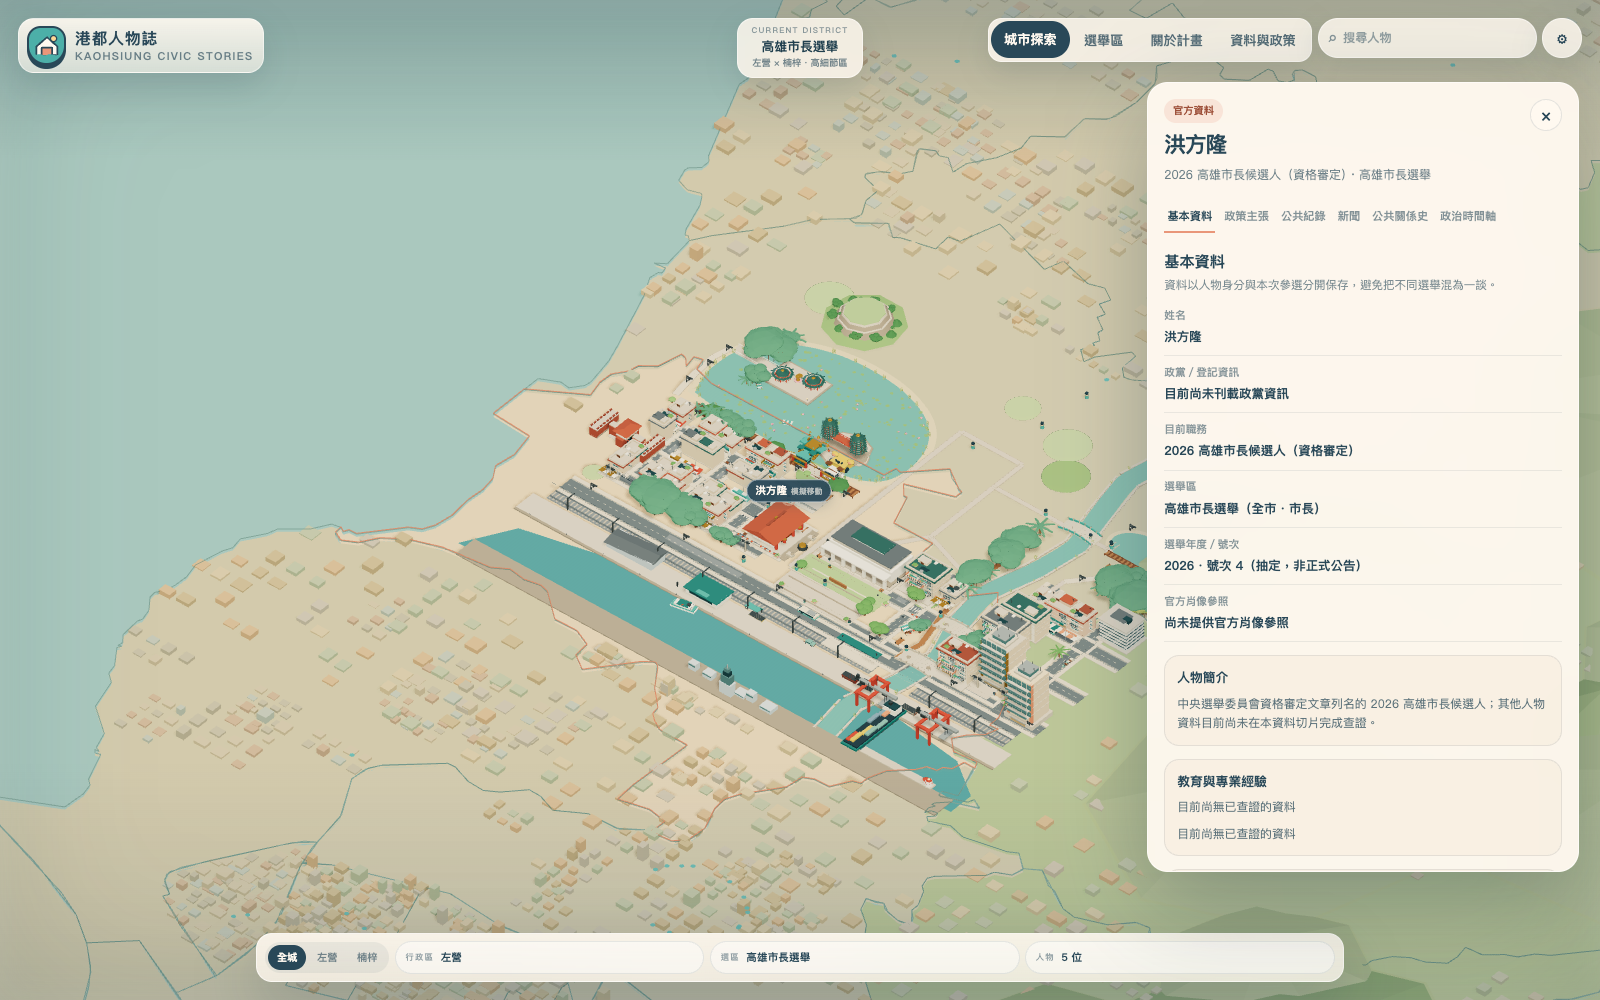 港都人物誌
KAOHSIUNG CIVIC STORIES
CURRENT DISTRICT
高雄市長選舉
左營 × 楠梓 · 高細節區
城市探索
選舉區
關於計畫
資料與政策
搜尋人物
官方資料
洪方隆
2026 高雄市長候選人（資格審定）· 高雄市長選舉
基本資料
政策主張
公共紀錄
新聞
公共關係史
政治時間軸
基本資料
資料以人物身分與本次參選分開保存，避免把不同選舉混為一談。
姓名
洪方隆
政黨 / 登記資訊
目前尚未刊載政黨資訊
目前職務
2026 高雄市長候選人（資格審定）
選舉區
高雄市長選舉（全市 · 市長）
選舉年度 / 號次
2026 · 號次 4（抽定，非正式公告）
官方肖像參照
尚未提供官方肖像參照
人物簡介
中央選舉委員會資格審定文章列名的 2026 高雄市長候選人；其他人物
資料目前尚未在本資料切片完成查證。
教育與專業經驗
目前尚無已查證的資料
目前尚無已查證的資料
洪方隆 模擬移動
全城
左營
楠梓
行政區 左營
選區 高雄市長選舉
人物 5 位